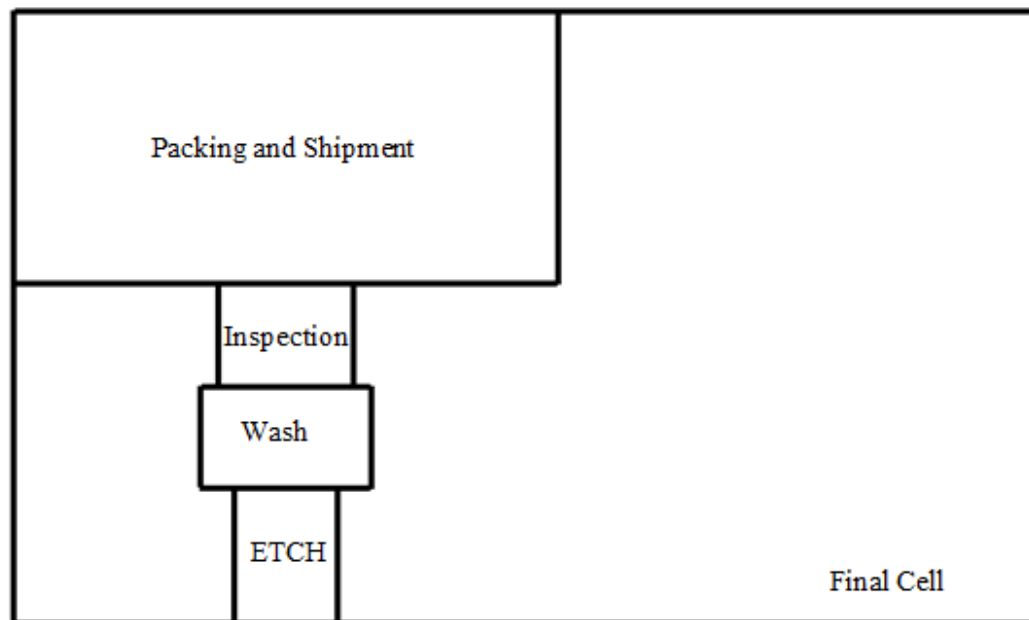 Packing and Shipment
Inspection
Wash
ETCH
Final Cell